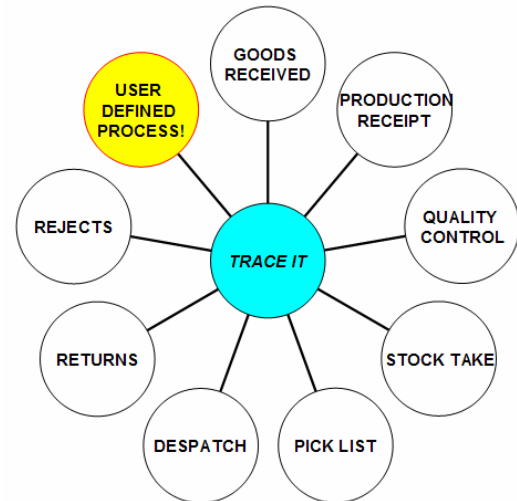 GOODS
RECEIVED
USER
DEFINED
PROCESS!
PRODUCTION
RECEIPT
REJECTS
QUALITY
CONTROL
TRACE IT
RETURNS
STOCK TAKE
DESPATCH
PICK LIST